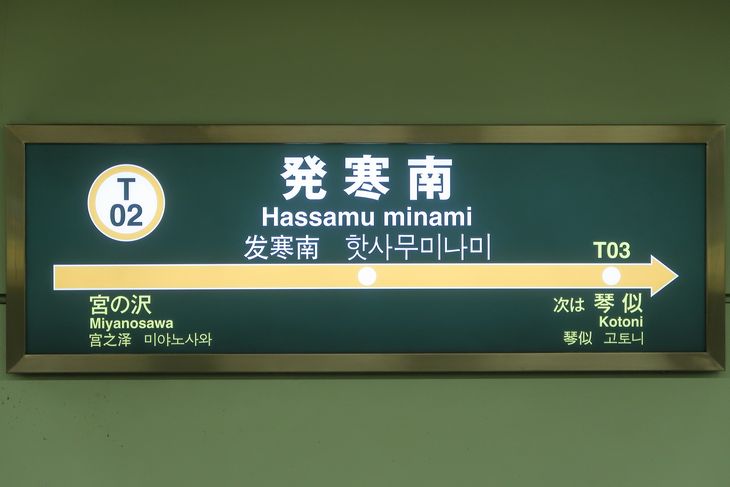 T
02
発寒南
Hassamu minami
发寒南 핫사무미나미
T03
宮の沢
Miyanosawa
宫之泽 미야노사와
次は 琴似
Kotoni
琴似 고토니